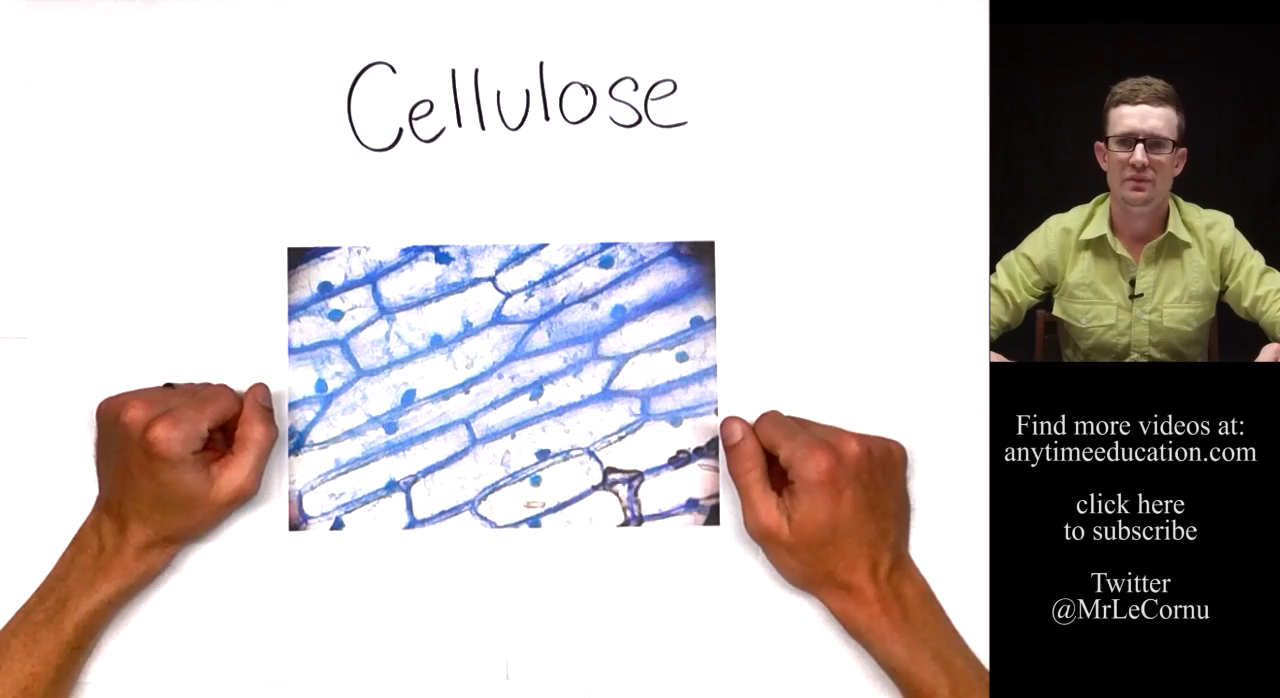 Cellulose
Find more videos at:
anytimeeducation.com
click here
to subscribe
Twitter
@MrLeCornu